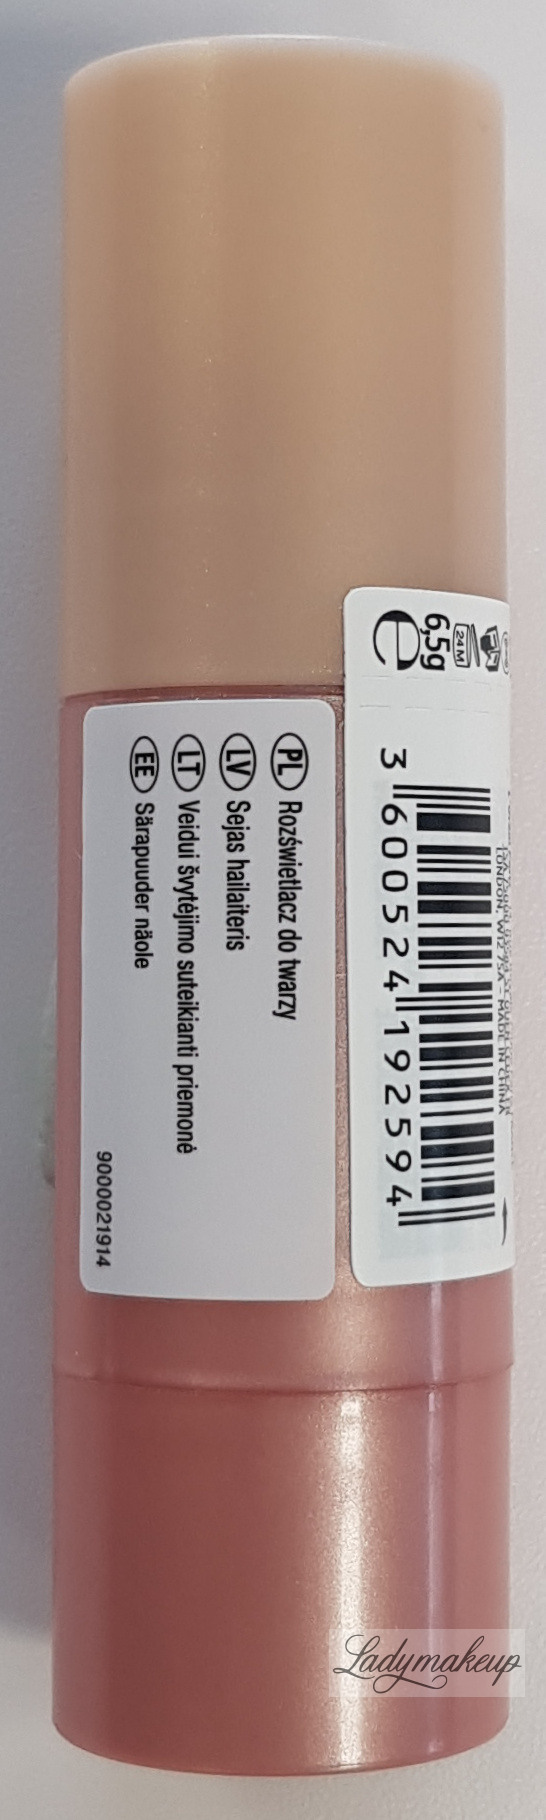 PL Rozświetlacz do twarzy
LV Sejas hailaiteris
LT Veidui švytėjimo suteikianti priemonė
EE Särapuuder näole
9000021914
24 M
6,5g
e
LONDON, W12 7SA - MADE IN CHINA
3 600524 192594
Ladymakeup